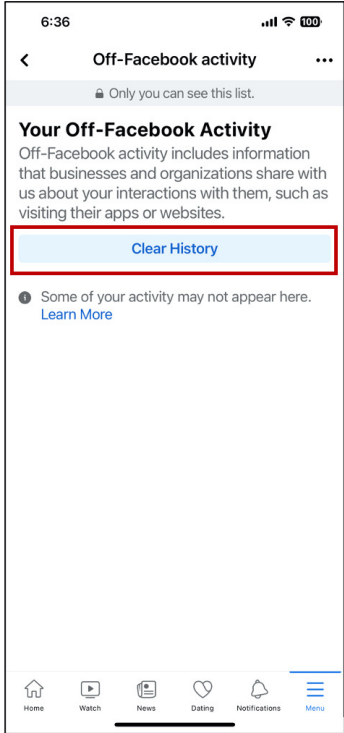 6:36
100
Off-Facebook activity
Only you can see this list.
Your Off-Facebook Activity
Off-Facebook activity includes information
that businesses and organizations share with
us about your interactions with them, such as
visiting their apps or websites.
Clear History
Some of your activity may not appear here.
Learn More
Home Watch News Dating Notifications Menu